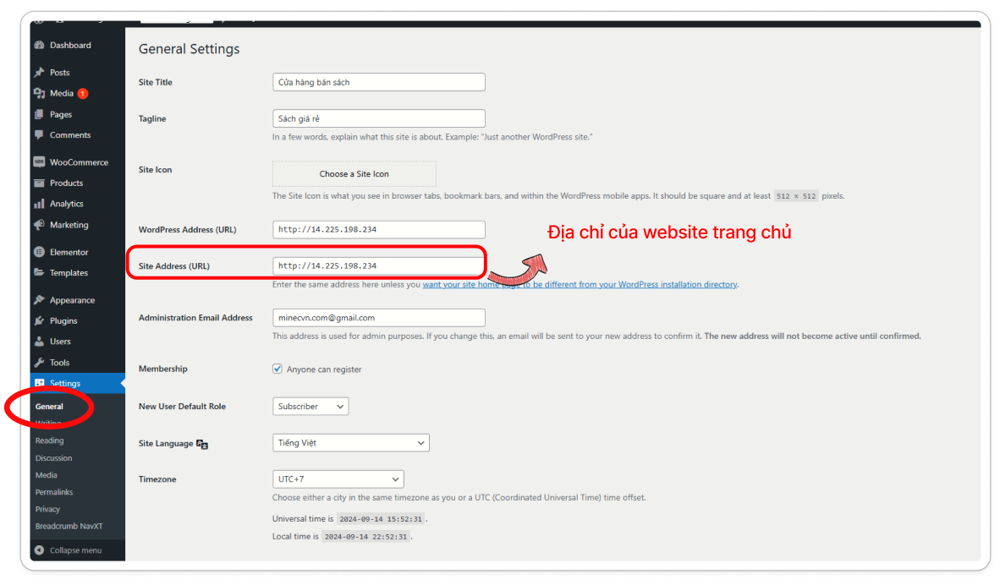 Dashboard
Posts
Media 1
Pages
Comments
WooCommerce
Products
Analytics
Marketing
Elementor
Templates
Appearance
Plugins
Users
Tools
Settings
General
Writing
Reading
Discussion
Media
Permalinks
Privacy
Breadcrumb NavXT
Collapse menu
General Settings
Site Title
Cửa hàng bán sách
Tagline
Sách giá rẻ
In a few words, explain what this site is about. Example: “Just another WordPress site.”
Site Icon
Choose a Site Icon
The Site Icon is what you see in browser tabs, bookmark bars, and within the WordPress mobile apps. It should be square and at least 512 x 512 pixels.
WordPress Address (URL)
http://14.225.198.234
Địa chỉ của website trang chủ
Site Address (URL)
http://14.225.198.234
Enter the same address here unless you want your site home page to be different from your WordPress installation directory.
Administration Email Address
minecvn.com@gmail.com
This address is used for admin purposes. If you change this, an email will be sent to your new address to confirm it. The new address will not become active until confirmed.
Membership
Anyone can register
New User Default Role
Subscriber
Site Language
Tiếng Việt
Timezone
UTC+7
Choose either a city in the same timezone as you or a UTC (Coordinated Universal Time) time offset.
Universal time is 2024-09-14 15:52:31 .
Local time is 2024-09-14 22:52:31 .